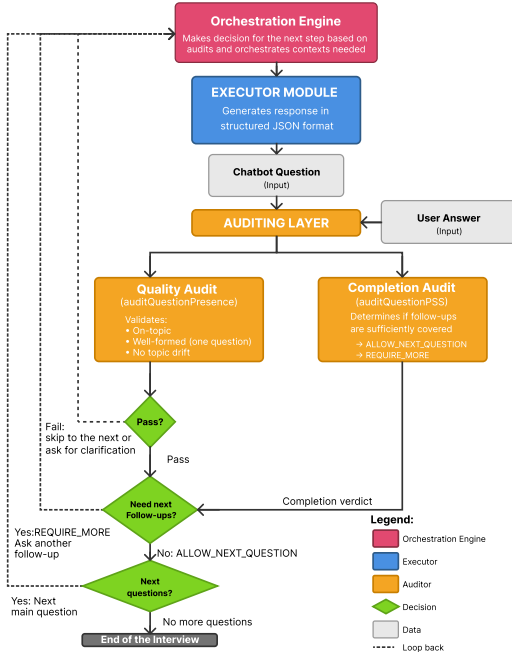 Orchestration Engine
Makes decision for the next step based on
audits and orchestrates contexts needed
EXECUTOR MODULE
Generates response in
structured JSON format
Chatbot Question
(Input)
AUDITING LAYER
User Answer
(Input)
Quality Audit
(auditQuestionPresence)
Validates:
• On-topic
• Well-formed (one question)
• No topic drift
Completion Audit
(auditQuestionPSS)
Determines if follow-ups
are sufficiently covered
→ ALLOW_NEXT_QUESTION
→ REQUIRE_MORE
Pass?
Fail:
skip to the next or
ask for clarification
Pass
Need next
Follow-ups?
Completion verdict
Yes:REQUIRE_MORE
Ask another
follow-up
No: ALLOW_NEXT_QUESTION
Next
questions?
Yes: Next
main question
No more questions
End of the Interview
Legend:
Orchestration Engine
Executor
Auditor
Decision
Data
Loop back